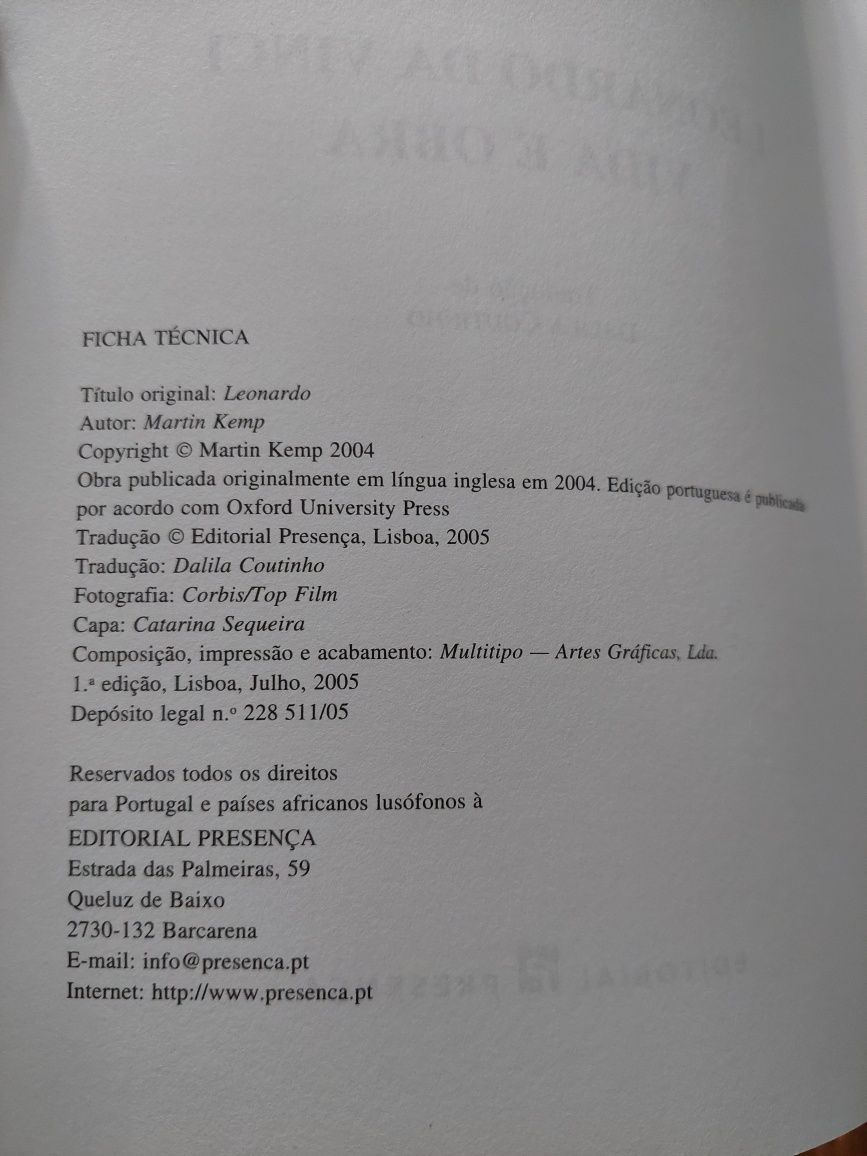 FICHA TÉCNICA
Título original: Leonardo
Autor: Martin Kemp
Copyright © Martin Kemp 2004
Obra publicada originalmente em língua inglesa em 2004. Edição portuguesa é publicada
por acordo com Oxford University Press
Tradução © Editorial Presença, Lisboa, 2005
Tradução: Dalila Coutinho
Fotografia: Corbis/Top Film
Capa: Catarina Sequeira
Composição, impressão e acabamento: Multitipo — Artes Gráficas, Lda.
1.ª edição, Lisboa, Julho, 2005
Depósito legal n.º 228 511/05
Reservados todos os direitos
para Portugal e países africanos lusófonos à
EDITORIAL PRESENÇA
Estrada das Palmeiras, 59
Queluz de Baixo
2730-132 Barcarena
E-mail: info@presenca.pt
Internet: http://www.presenca.pt